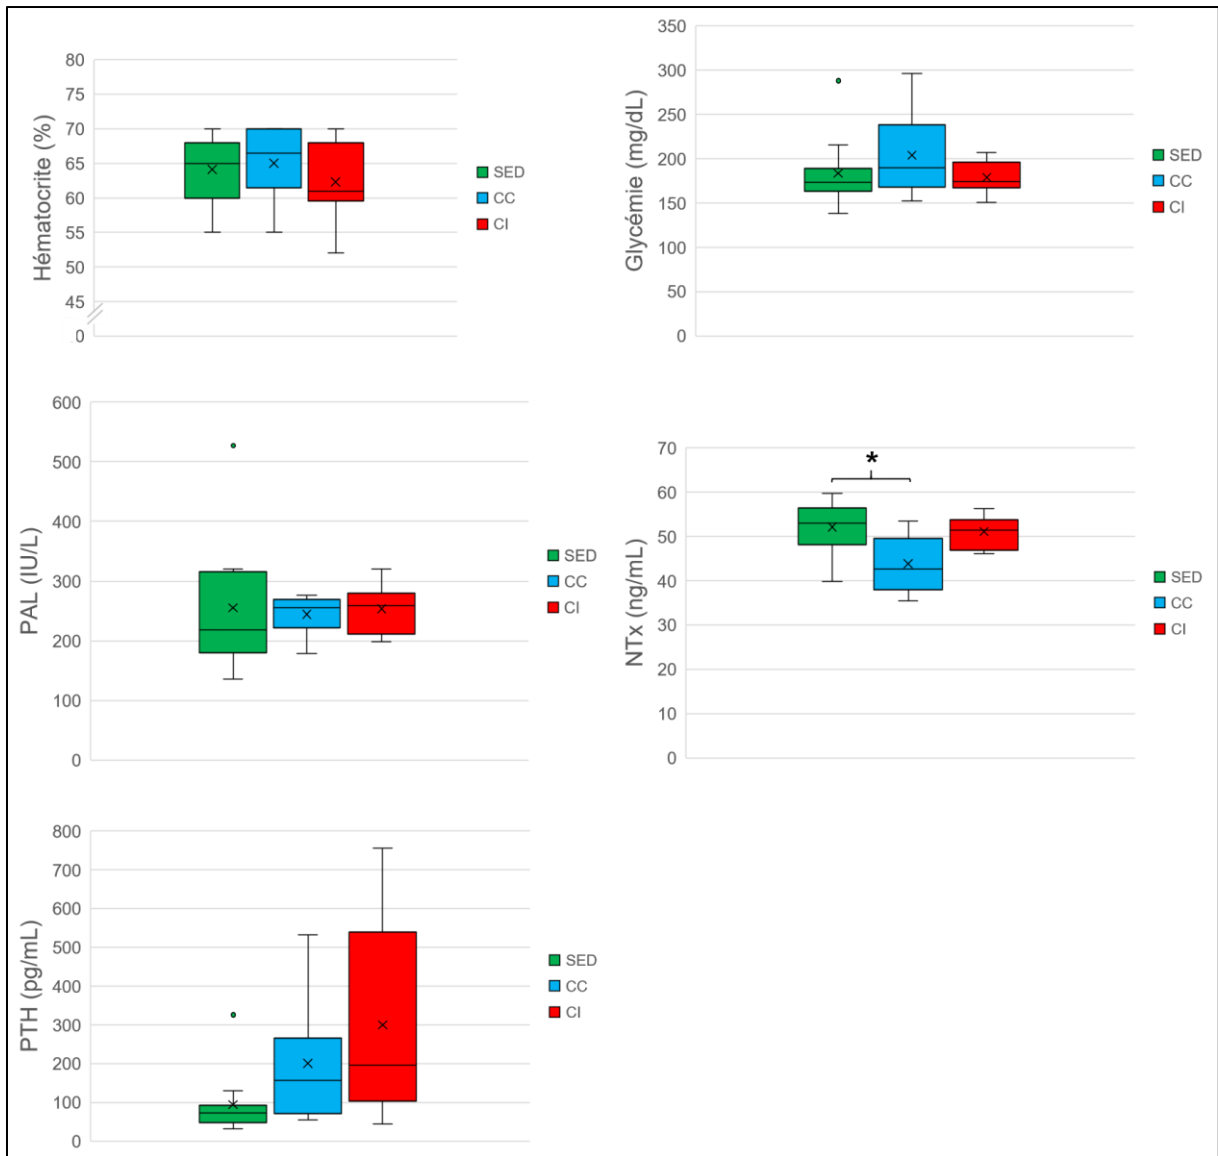 Hématocrite (%)
80
75
70
65
60
55
50
45
0
SED
CC
CI
Glycémie (mg/dL)
350
300
250
200
150
100
50
0
SED
CC
CI
PAL (IU/L)
600
500
400
300
200
100
0
SED
CC
CI
NTx (ng/mL)
70
60
50
40
30
20
10
0
*
SED
CC
CI
PTH (pg/mL)
800
700
600
500
400
300
200
100
0
SED
CC
CI